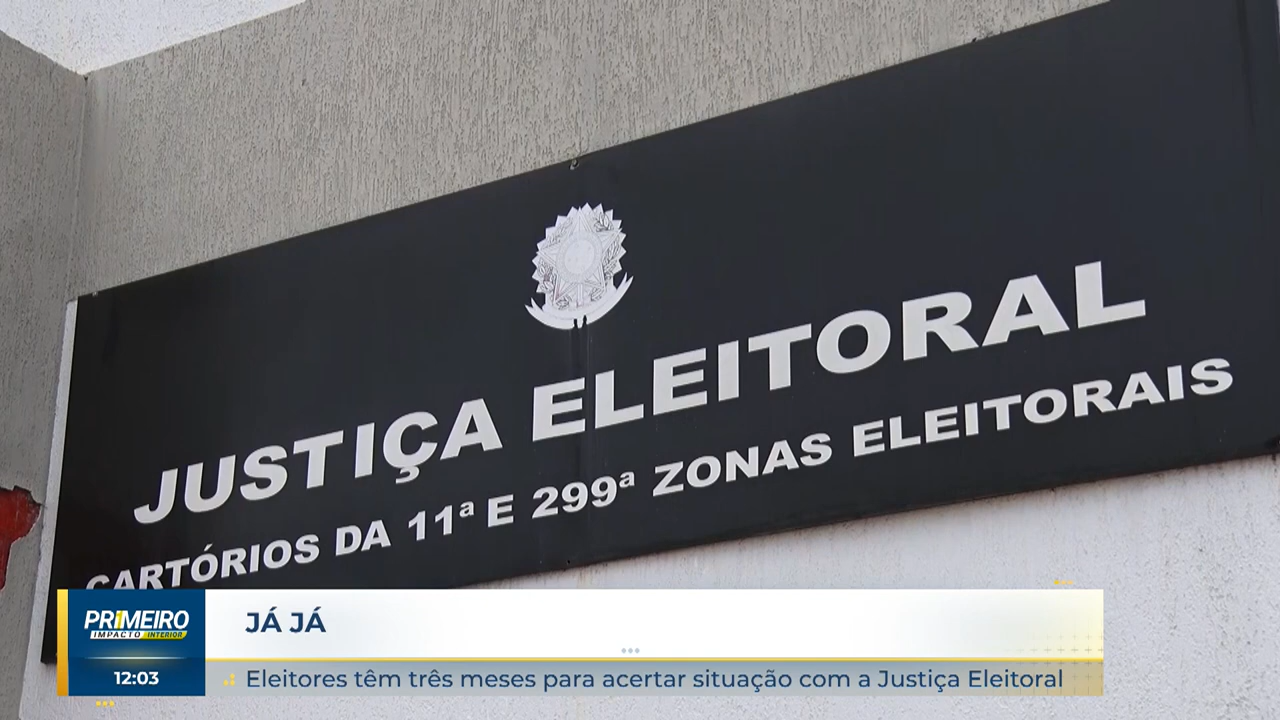 JUSTIÇA ELEITORAL
CARTÓRIOS DA 11ª E 299ª ZONAS ELEITORAIS
PRIMEIRO
IMPACTO INTERIOR
12:03
JÁ JÁ
Eleitores têm três meses para acertar situação com a Justiça Eleitoral